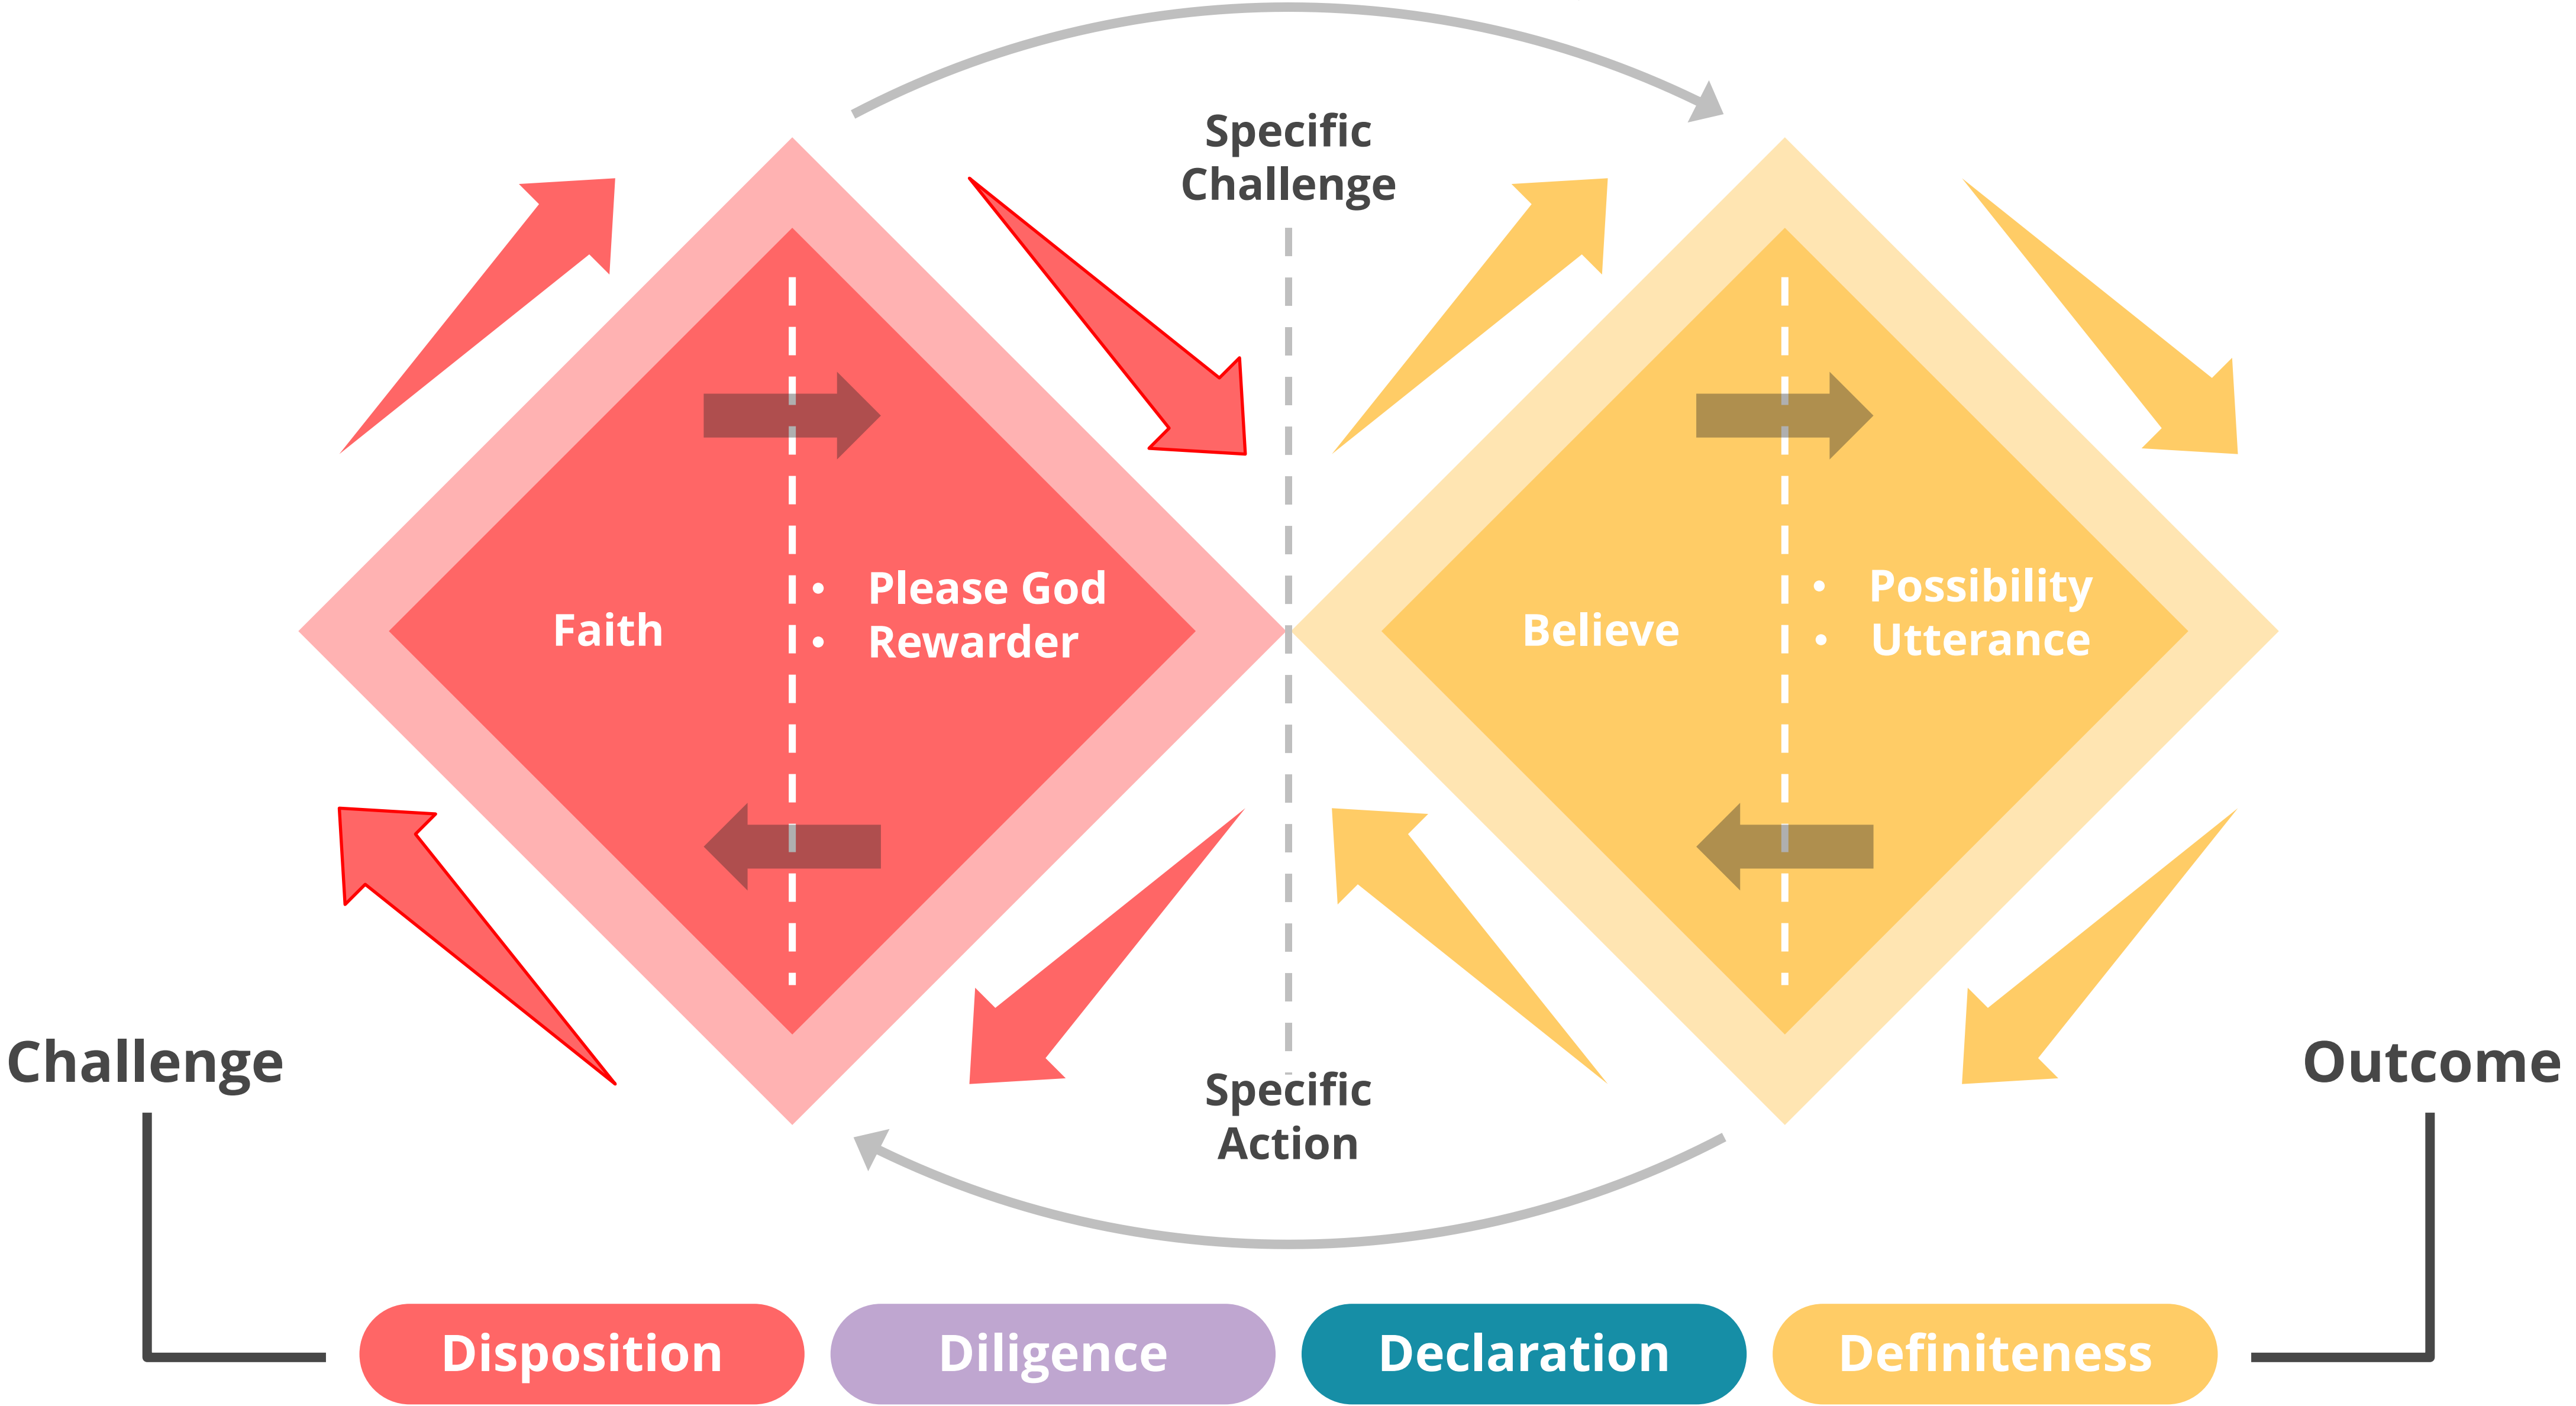 Specific
Challenge
Faith
• Please God
• Rewarder
Believe
• Possibility
• Utterance
Challenge
Specific
Action
Outcome
Disposition
Diligence
Declaration
Definiteness